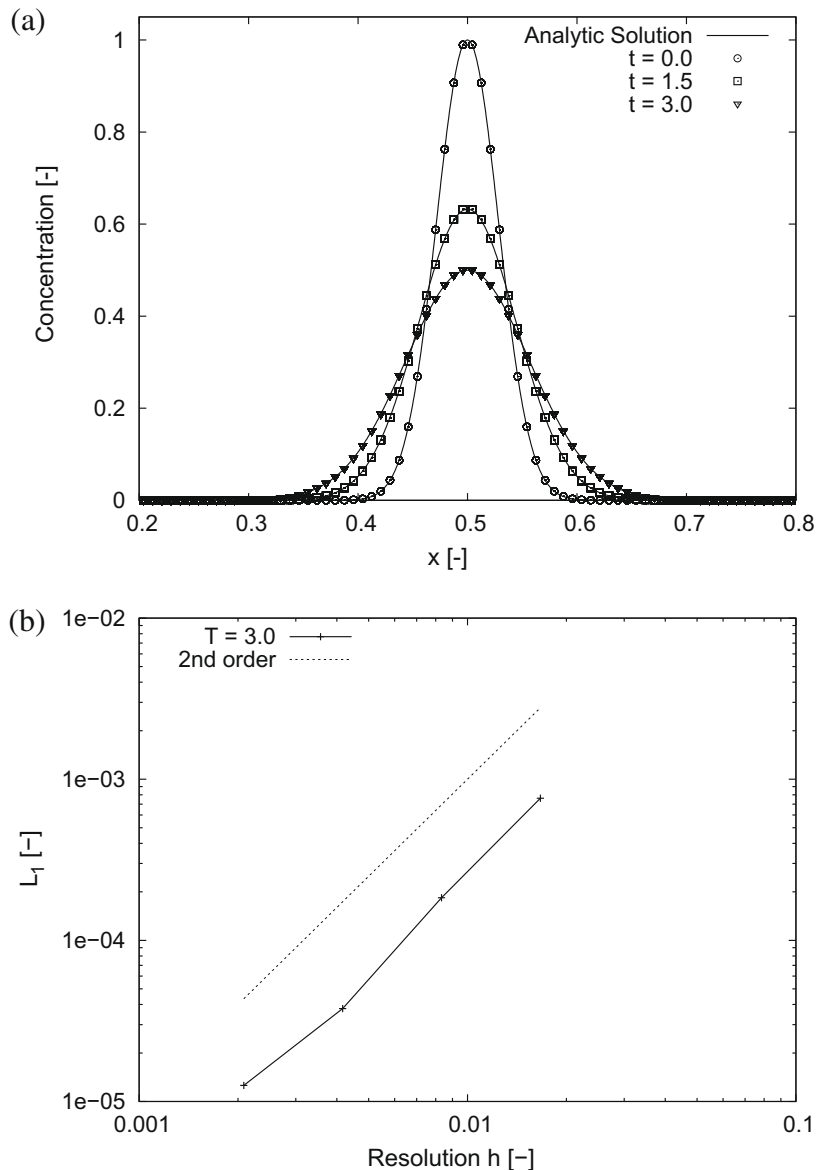 (a)
Analytic Solution
t = 0.0
t = 1.5
t = 3.0
1
0.8
0.6
0.4
0.2
0
Concentration [-]
0.2 0.3 0.4 0.5 0.6 0.7 0.8
x [-]
(b)
T = 3.0
2nd order
1e−02
1e−03
1e−04
1e−05
L1 [−]
0.001 0.01 0.1
Resolution h [−]